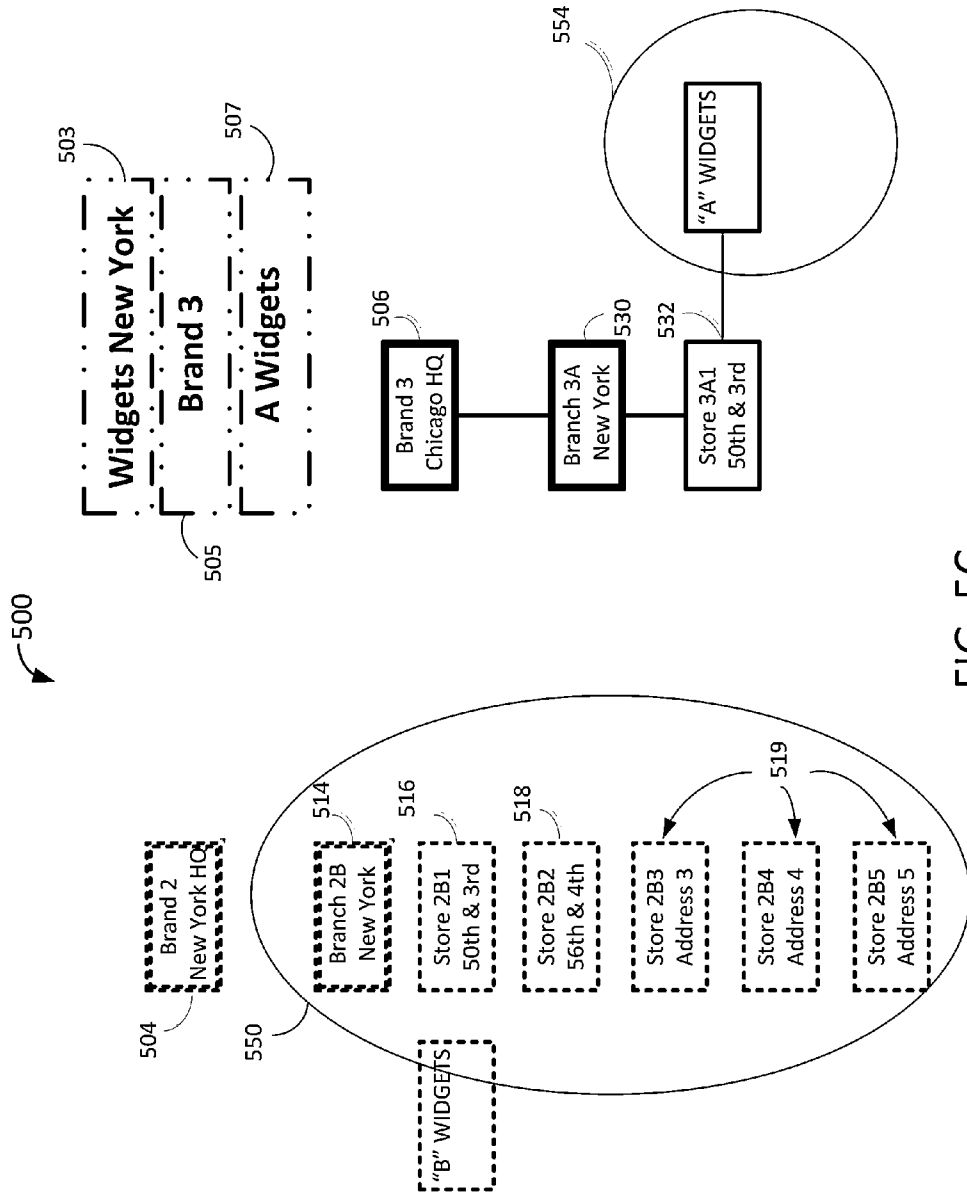 500
Widgets New York
503
Brand 3
505
A Widgets
507
504
Brand 2
New York HQ
550
Branch 2B
New York
514
"B" WIDGETS
Store 2B1
50th & 3rd
516
Store 2B2
56th & 4th
518
Store 2B3
Address 3
Store 2B4
Address 4
Store 2B5
Address 5
519
Brand 3
Chicago HQ
506
Branch 3A
New York
530
Store 3A1
50th & 3rd
532
"A" WIDGETS
554
FIG. 5C